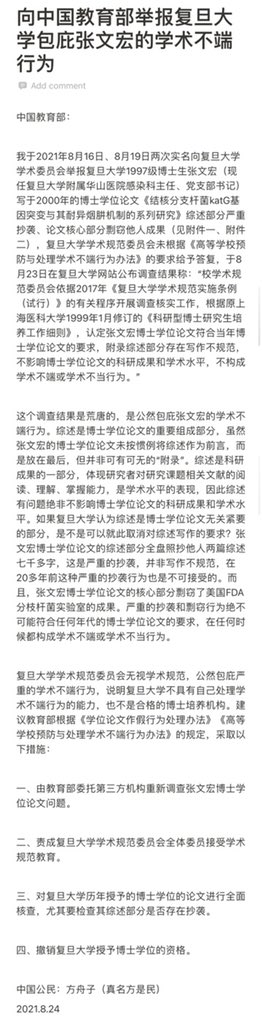 向中国教育部举报复旦大
学包庇张文宏的学术不端
行为
Add comment
中国教育部：
我于2021年8月16日、8月19日两次实名向复旦大学
学术委员会举报复旦大学1997级博士生张文宏（现
任复旦大学附属华山医院感染科主任、党支部书记）
写于2000年的博士学位论文《结核分支杆菌katG基
因突变与其耐异烟肼机制的系列研究》综述部分严重
抄袭、论文核心部分剽窃他人成果（见附件一、附件
二），复旦大学学术规范委员会未根据《高等学校预
防与处理学术不端行为办法》的要求给予答复，于8
月23日在复旦大学网站公布调查结果称：“校学术规
范委员会依据2017年《复旦大学学术规范实施条例
（试行）》的有关程序开展调查核实工作，根据原上
海医科大学1999年1月修订的《科研型博士研究生培
养工作细则》，认定张文宏博士学位论文符合当年博
士学位论文的要求，附录综述部分存在写作不规范，
不影响博士学位论文的科研成果和学术水平，不构成
学术不端或学术不当行为。”
这个调查结果是荒唐的，是公然包庇张文宏的学术不
端行为。综述是博士学位论文的重要组成部分，虽然
张文宏的博士学位论文未按惯例将综述作为前言，而
是放在最后，但并非可有可无的“附录”。综述是科研
成果的一部分，体现研究者对研究课题相关文献的阅
读、理解、掌握能力，是学术水平的表现，因此综述
有问题绝非不影响博士学位论文的科研成果和学术水
平。如果复旦大学认为综述是博士学位论文无关紧要
的部分，是不是可以就此取消对综述写作的要求？张
文宏博士学位论文的综述部分全盘照抄他人两篇综述
七千多字，这是严重的抄袭，并非写作不规范，在
20多年前这种严重的抄袭行为也是不可接受的。而
且，张文宏博士学位论文的核心部分剽窃了美国FDA
分枝杆菌实验室的成果。严重的抄袭和剽窃行为绝不
可能符合任何年代的博士学位论文的要求，在任何时
候都构成学术不端或学术不当行为。
复旦大学学术规范委员会无视学术规范，公然包庇严
重的学术不端行为，说明复旦大学不具有自己处理学
术不端行为的能力，也不是合格的博士培养机构。建
议教育部根据《学位论文作假行为处理办法》《高等
学校预防与处理学术不端行为办法》的规定，采取以
下措施：
一、由教育部委托第三方机构重新调查张文宏博士学
位论文问题。
二、责成复旦大学学术规范委员会全体委员接受学术
规范教育。
三、对复旦大学历年授予的博士学位的论文进行全面
核查，尤其要检查其综述部分是否存在抄袭。
四、撤销复旦大学授予博士学位的资格。
中国公民：方舟子（真名方是民）
2021.8.24